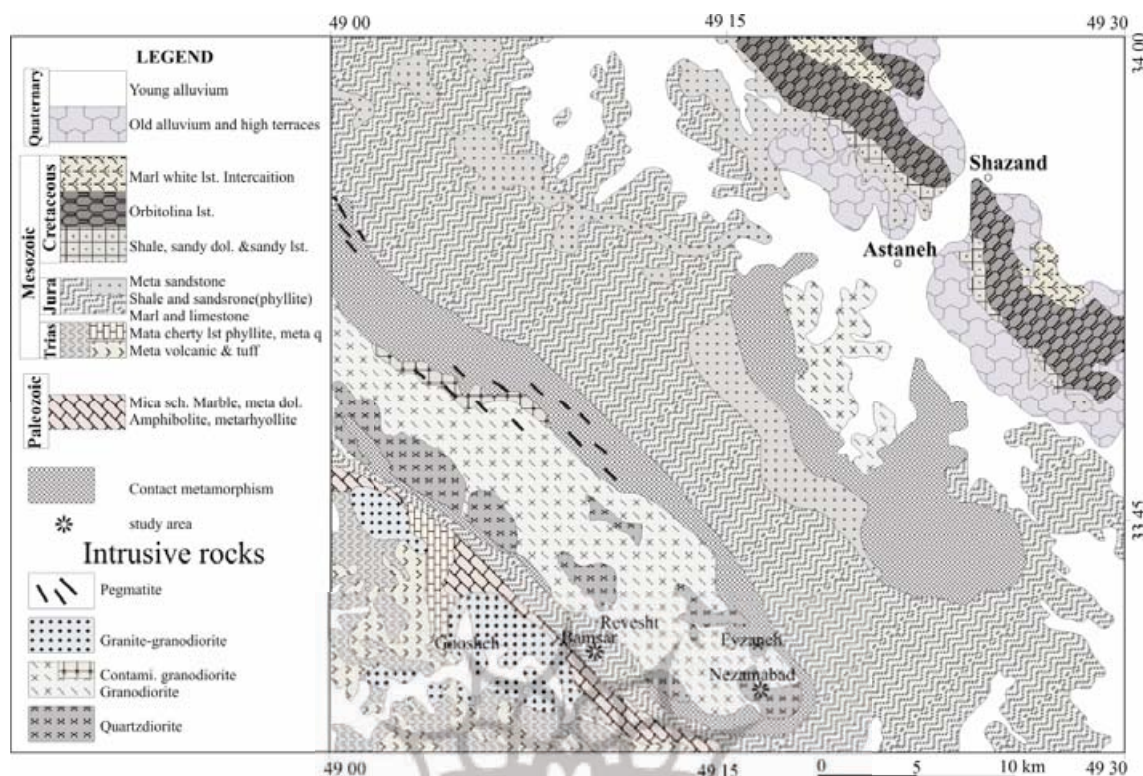 49 00
49 15
49 30
34 00
LEGEND
Quaternary
Young alluvium
Old alluvium and high terraces
Mesozoic
Cretaceous
Marl white lst. Intercaition
Orbitolina lst.
Shale, sandy dol. &sandy lst.
Jura
Meta sandstone
Shale and sandsrone(phyllite)
Marl and limestone
Trias
Mata cherty lst phyllite, meta q
Meta volcanic & tuff
Paleozoic
Mica sch. Marble, meta dol.
Amphibolite, metarhyollite
Contact metamorphism
study area
Intrusive rocks
Pegmatite
Granite-granodiorite
Contami. granodiorite
Granodiorite
Quartzdiorite
Shazand
Astaneh
33 45
Goosheh
Bamsar
Revesht
Eyzaneh
Nezamabad
49 00
49 15
0 5 10 km
49 30